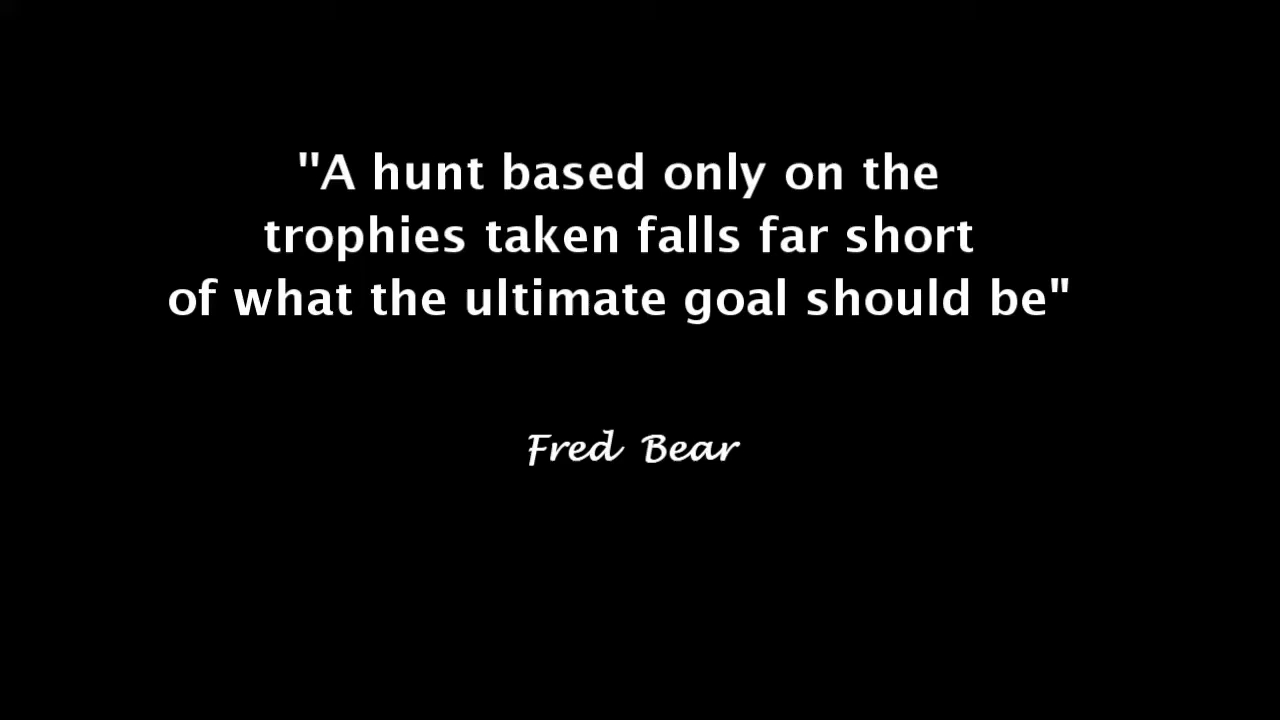 "A hunt based only on the
trophies taken falls far short
of what the ultimate goal should be"
Fred Bear